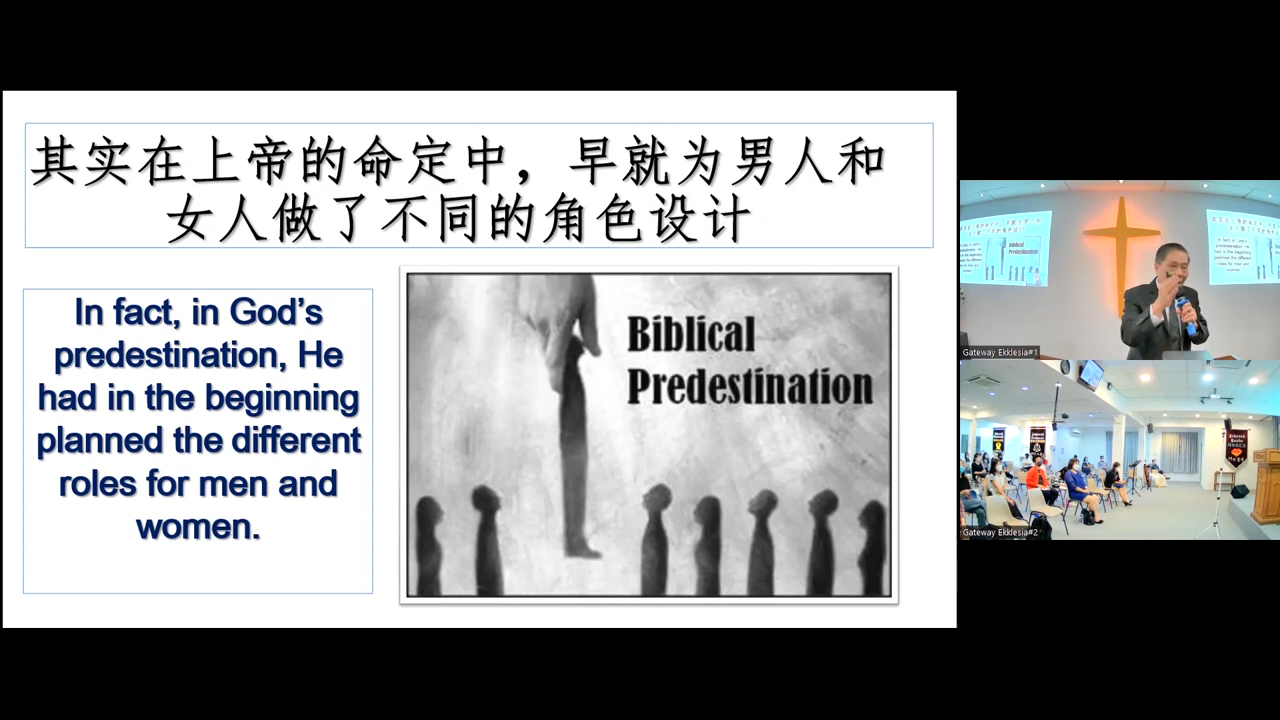 其实在上帝的命定中，早就为男人和
女人做了不同的角色设计
In fact, in God's
predestination, He
had in the beginning
planned the different
roles for men and
women.
Biblical
Predestination
Gateway Ekklesia#1
Gateway Ekklesia#2